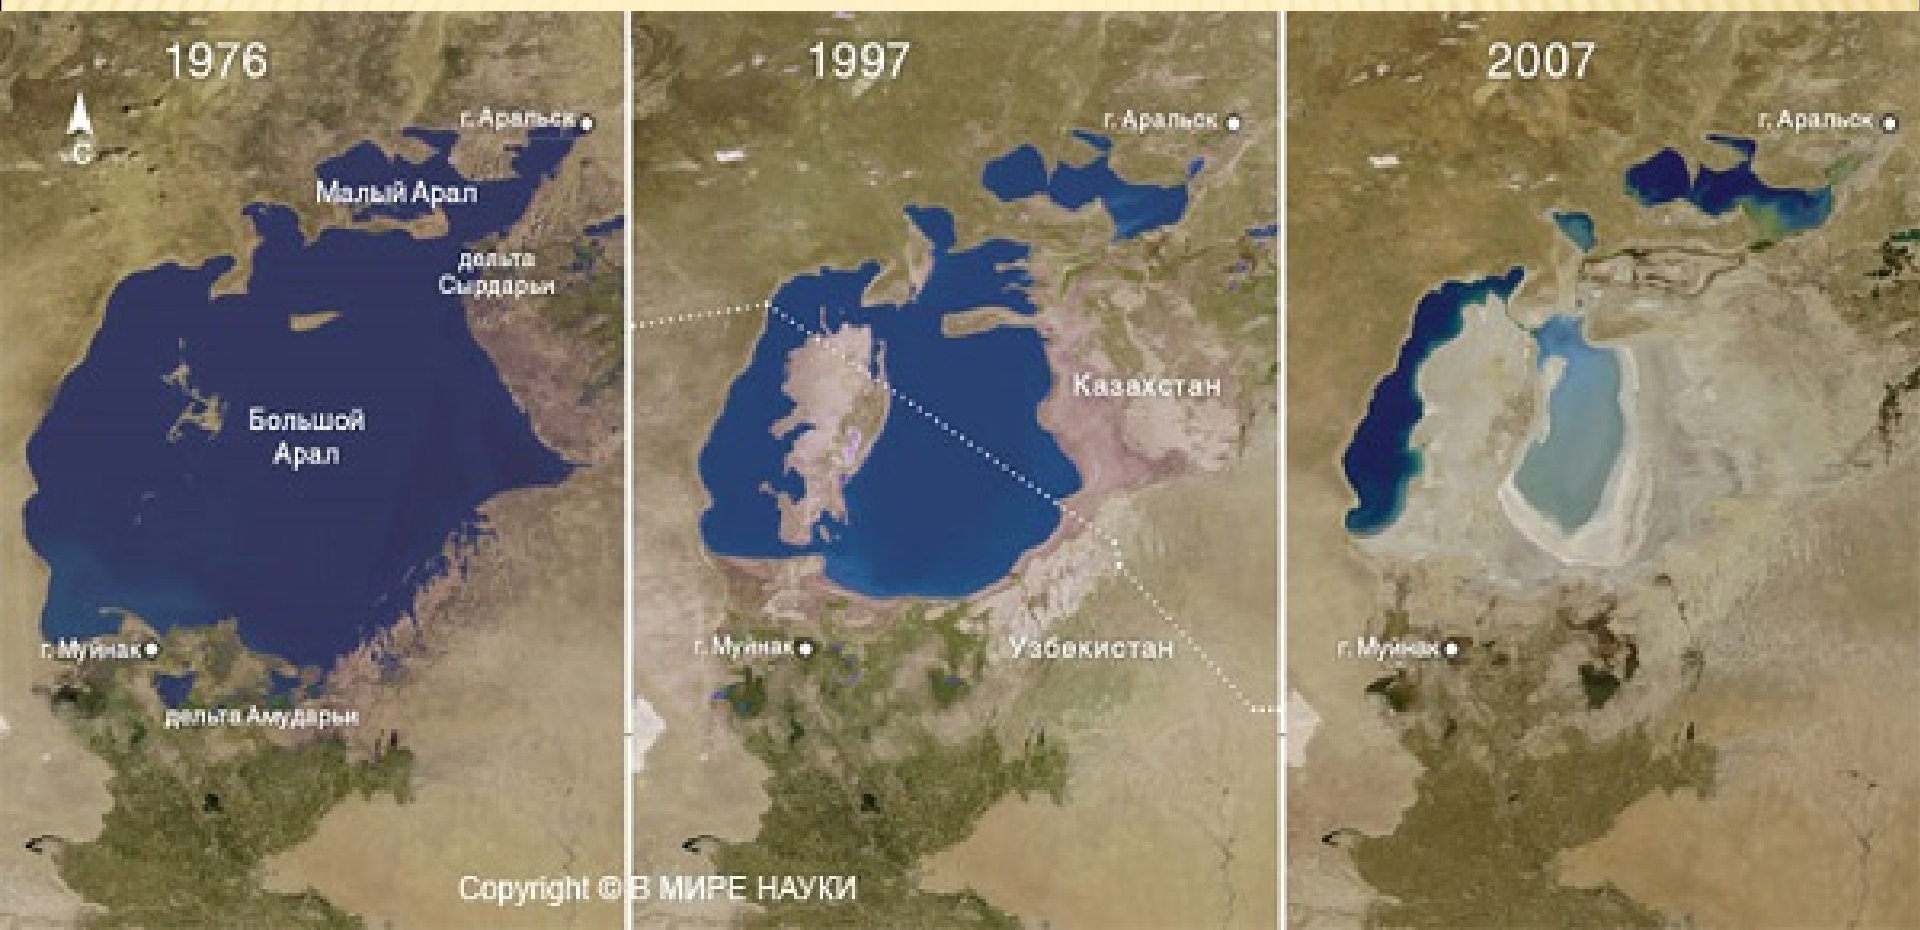 1976
С
г. Аральск
Малый Арал
дельта
Сырдарьи
Большой
Арал
г. Муйнак
дельта Амударьи
1997
г. Аральск
Казахстан
г. Муйнак
Узбекистан
2007
г. Аральск
г. Муйнак
Copyright © В МИРЕ НАУКИ